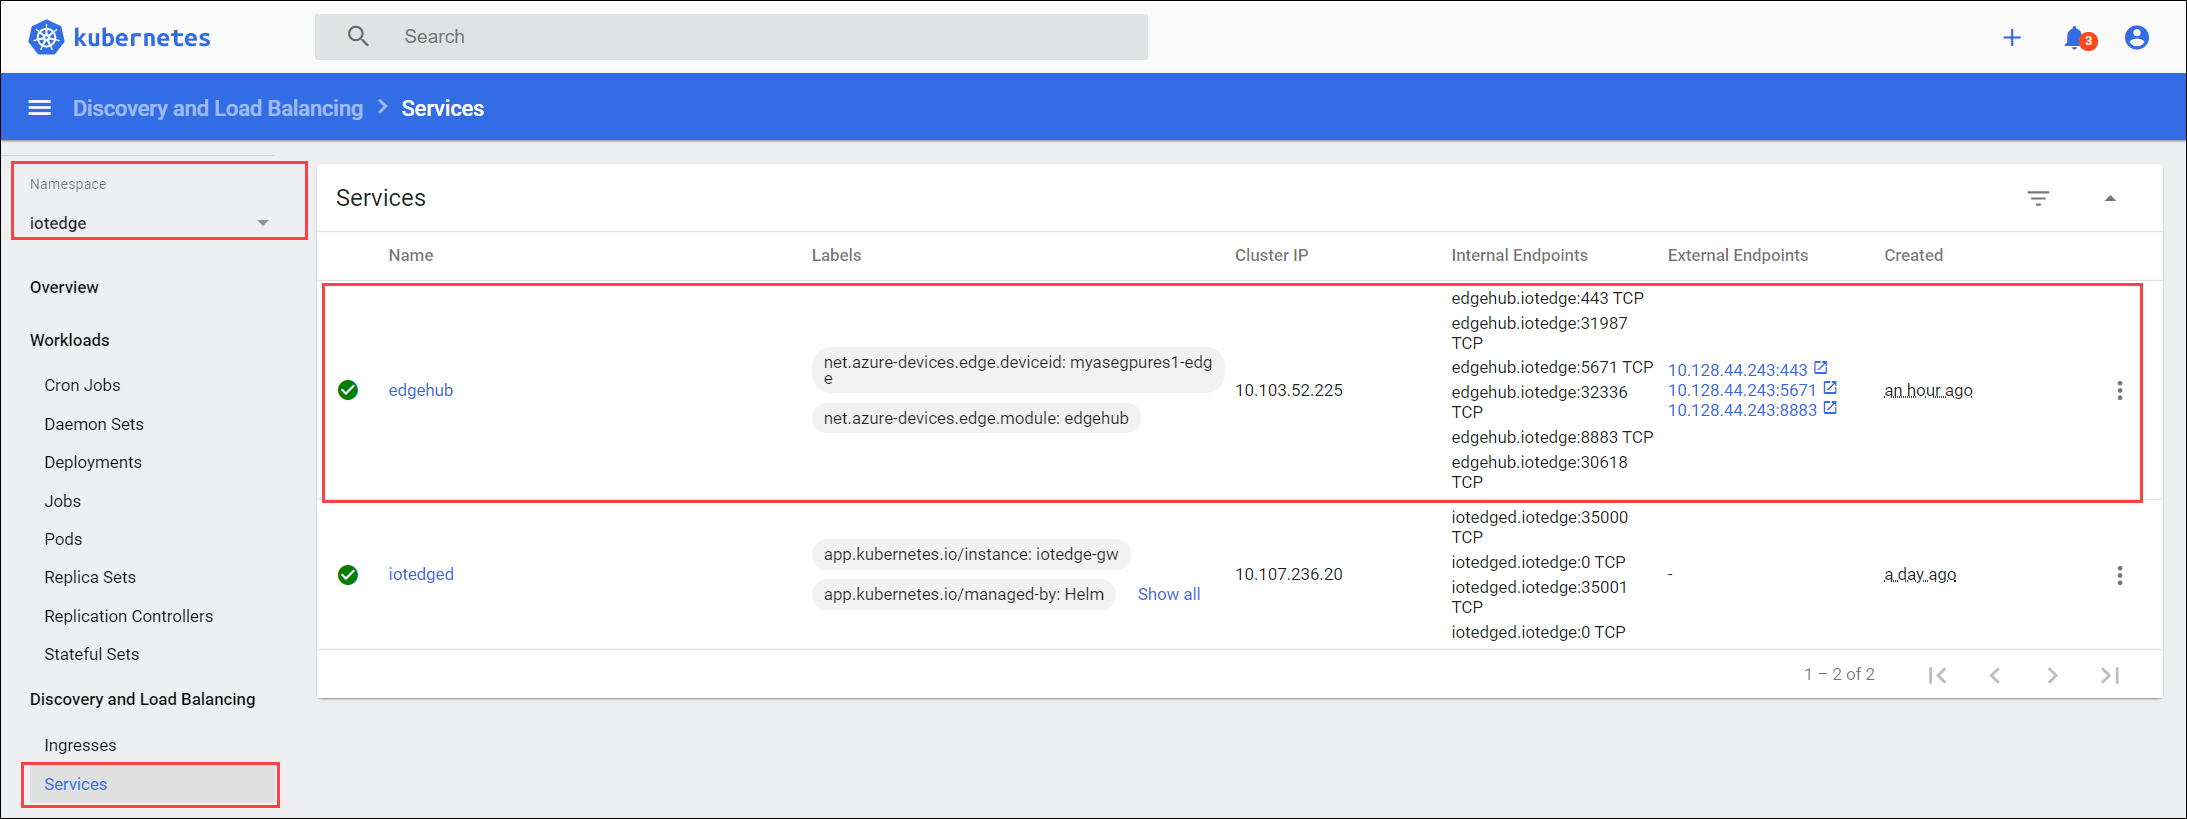 kubernetes
Search
3
Discovery and Load Balancing > Services
Namespace
iotedge
Overview
Workloads
Cron Jobs
Daemon Sets
Deployments
Jobs
Pods
Replica Sets
Replication Controllers
Stateful Sets
Discovery and Load Balancing
Ingresses
Services
Services
Name Labels Cluster IP Internal Endpoints External Endpoints Created
edgehub
net.azure-devices.edge.deviceid: myasegpures1-edg
e
net.azure-devices.edge.module: edgehub
10.103.52.225
edgehub.iotedge:443 TCP
edgehub.iotedge:31987
TCP
edgehub.iotedge:5671 TCP
edgehub.iotedge:32336
TCP
edgehub.iotedge:8883 TCP
edgehub.iotedge:30618
TCP
10.128.44.243:443
10.128.44.243:5671
10.128.44.243:8883
an hour ago
iotedged
app.kubernetes.io/instance: iotedge-gw
app.kubernetes.io/managed-by: Helm
Show all
10.107.236.20
iotedged.iotedge:35000
TCP
iotedged.iotedge:0 TCP
iotedged.iotedge:35001
TCP
iotedged.iotedge:0 TCP
-
a day ago
1 – 2 of 2